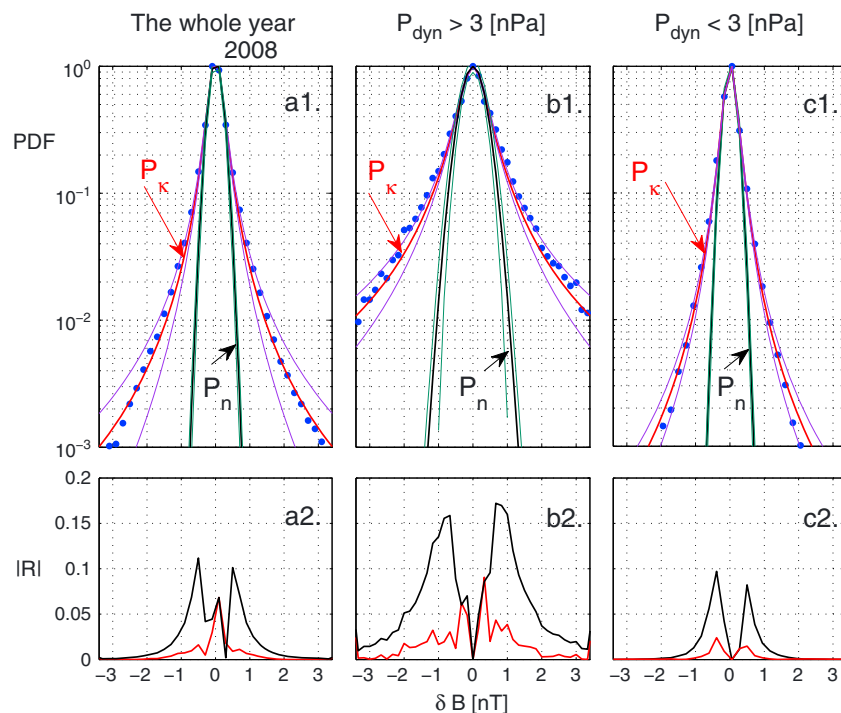 The whole year
2008
P_dyn > 3 [nPa]
P_dyn < 3 [nPa]
PDF
10^0
10^−1
10^−2
10^−3
a1.
P_κ
P_n
b1.
P_κ
P_n
c1.
P_κ
P_n
|R|
0.2
0.15
0.1
0.05
0
a2.
b2.
c2.
−3 −2 −1 0 1 2 3
−3 −2 −1 0 1 2 3
−3 −2 −1 0 1 2 3
δ B [nT]